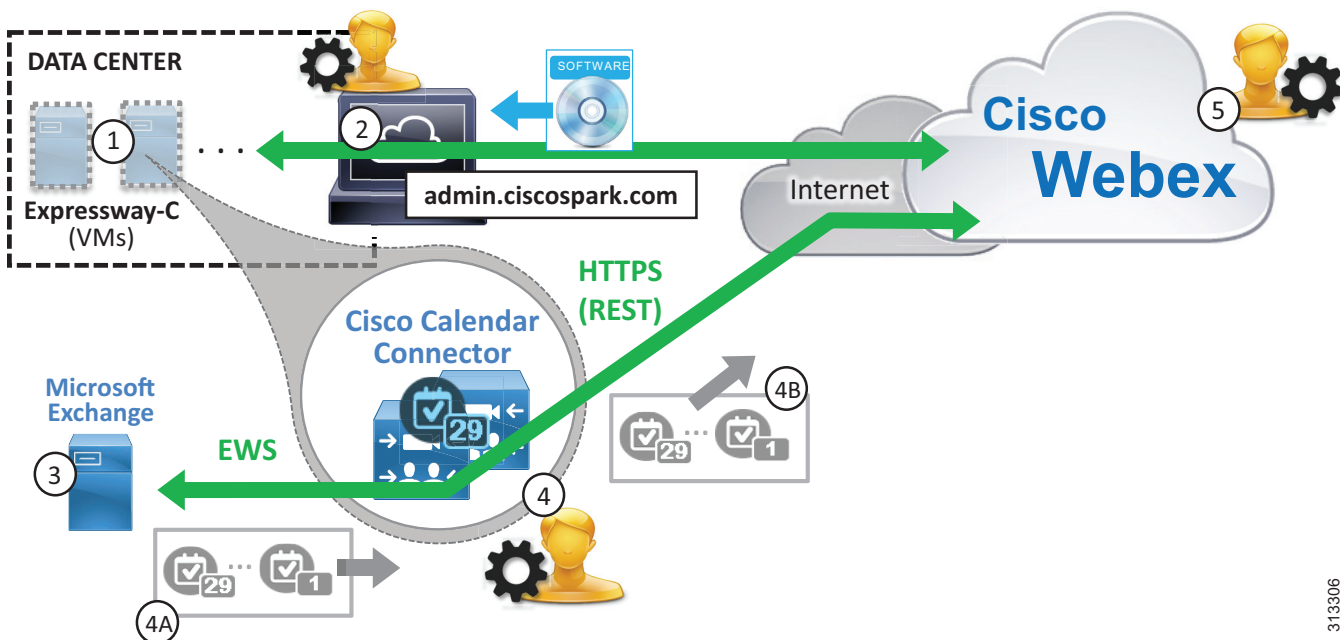 DATA CENTER
1
Expressway-C
(VMs)
. . .
2
SOFTWARE
admin.ciscospark.com
Internet
Cisco
Webex
5
HTTPS
(REST)
Cisco Calendar
Connector
29
Microsoft
Exchange
3
EWS
4
4A
29 ... 1
4B
29 ... 1
313306